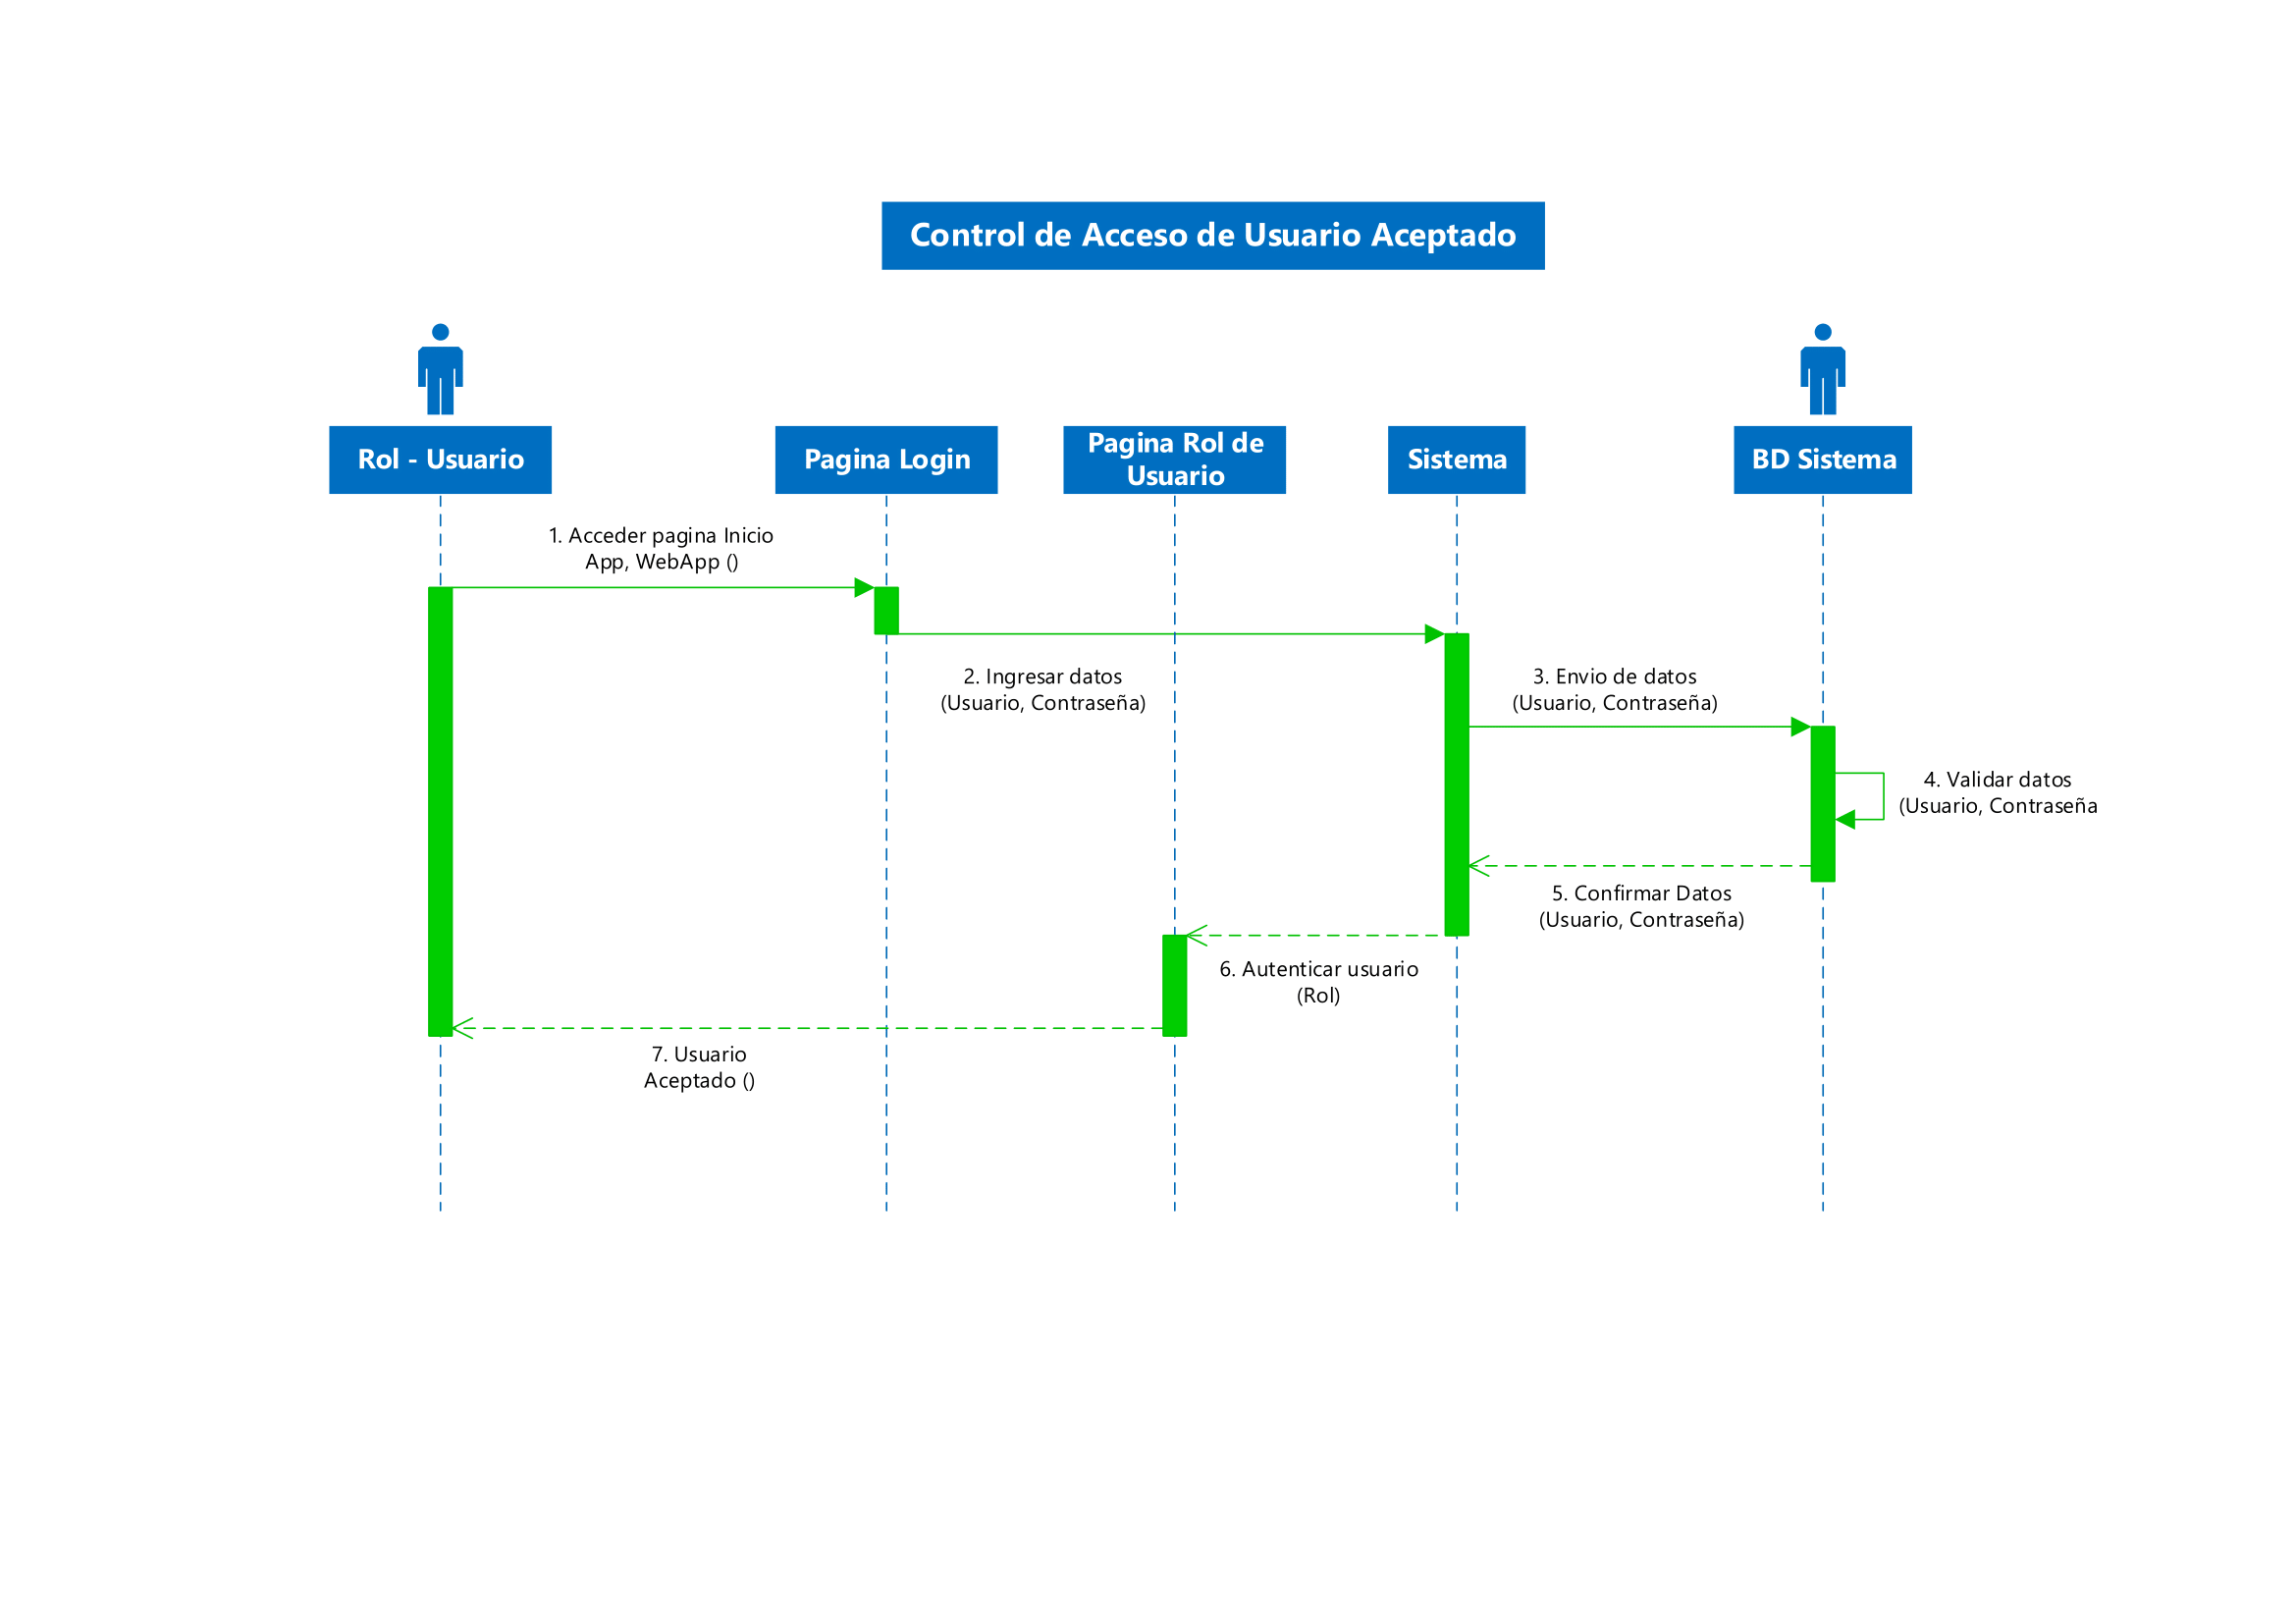 Control de Acceso de Usuario Aceptado
Rol - Usuario
Pagina Login
Pagina Rol de
Usuario
Sistema
BD Sistema
1. Acceder pagina Inicio
App, WebApp ()
2. Ingresar datos
(Usuario, Contraseña)
3. Envio de datos
(Usuario, Contraseña)
4. Validar datos
(Usuario, Contraseña
5. Confirmar Datos
(Usuario, Contraseña)
6. Autenticar usuario
(Rol)
7. Usuario
Aceptado ()